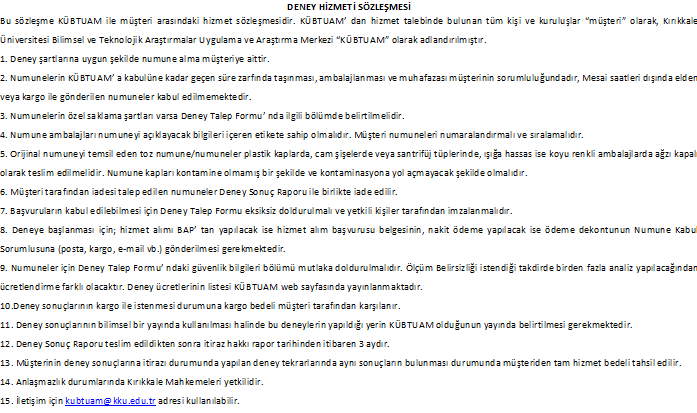 DENEY HİZMETİ SÖZLEŞMESİ
Bu sözleşme KÜBTUAM ile müşteri arasındaki hizmet sözleşmesidir. KÜBTUAM’ dan hizmet talebinde bulunan tüm kişi ve kuruluşlar “müşteri” olarak, Kırıkkale
Üniversitesi Bilimsel ve Teknolojik Araştırmalar Uygulama ve Araştırma Merkezi “KÜBTUAM” olarak adlandırılmıştır.
1. Deney şartlarına uygun şekilde numune alma müşteriye aittir.
2. Numunelerin KÜBTUAM’ a kabulüne kadar geçen süre zarfında taşınması, ambalajlanması ve muhafazası müşterinin sorumluluğundadır, Mesai saatleri dışında elden
veya kargo ile gönderilen numuneler kabul edilmemektedir.
3. Numunelerin özel saklama şartları varsa Deney Talep Formu’ nda ilgili bölümde belirtilmelidir.
4. Numune ambalajları numuneyi açıklayacak bilgileri içeren etikete sahip olmalıdır. Müşteri numuneleri numaralandırmalı ve sıralamalıdır.
5. Orijinal numuneyi temsil eden toz numune/numuneler plastik kaplarda, cam şişelerde veya santrifüj tüplerinde, ışığa hassas ise koyu renkli ambalajlarda ağzı kapalı
olarak teslim edilmelidir. Numune kapları kontamine olmamış bir şekilde ve kontaminasyona yol açmayacak şekilde olmalıdır.
6. Müşteri tarafından iadesi talep edilen numuneler Deney Sonuç Raporu ile birlikte iade edilir.
7. Başvuruların kabul edilebilmesi için Deney Talep Formu eksiksiz doldurulmalı ve yetkili kişiler tarafından imzalanmalıdır.
8. Deneye başlanması için; hizmet alımı BAP’ tan yapılacak ise hizmet alım başvurusu belgesinin, nakit ödeme yapılacak ise ödeme dekontunun Numune Kabul
Sorumlusuna (posta, kargo, e-mail vb.) gönderilmesi gerekmektedir.
9. Numuneler için Deney Talep Formu’ ndaki güvenlik bilgileri bölümü mutlaka doldurulmalıdır. Ölçüm Belirsizliği istendiği takdirde birden fazla analiz yapılacağından
ücretlendirme farklı olacaktır. Deney ücretlerinin listesi KÜBTUAM web sayfasında yayınlanmaktadır.
10.Deney sonuçlarının kargo ile istenmesi durumuna kargo bedeli müşteri tarafından karşılanır.
11. Deney sonuçlarının bilimsel bir yayında kullanılması halinde bu deneylerin yapıldığı yerin KÜBTUAM olduğunun yayında belirtilmesi gerekmektedir.
12. Deney Sonuç Raporu teslim edildikten sonra itiraz hakkı rapor tarihinden itibaren 3 aydır.
13. Müşterinin deney sonuçlarına itirazı durumunda yapılan deney tekrarlarında aynı sonuçların bulunması durumunda müşteriden tam hizmet bedeli tahsil edilir.
14. Anlaşmazlık durumlarında Kırıkkale Mahkemeleri yetkilidir.
15. İletişim için kubtuam@kku.edu.tr adresi kullanılabilir.